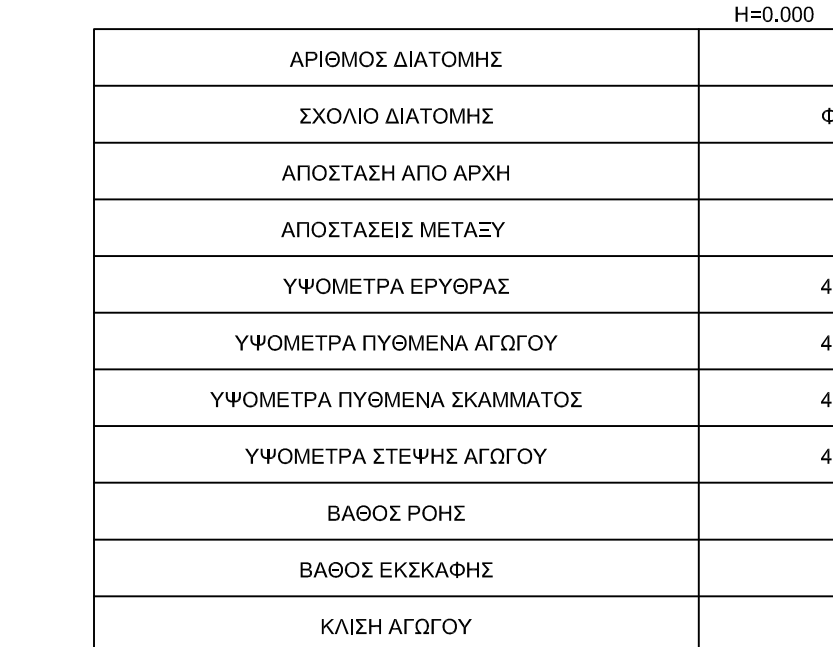 H=0.000
ΑΡΙΘΜΟΣ ΔΙΑΤΟΜΗΣ
ΣΧΟΛΙΟ ΔΙΑΤΟΜΗΣ Φ
ΑΠΟΣΤΑΣΗ ΑΠΟ ΑΡΧΗ
ΑΠΟΣΤΑΣΕΙΣ ΜΕΤΑΞΥ
ΥΨΟΜΕΤΡΑ ΕΡΥΘΡΑΣ 4
ΥΨΟΜΕΤΡΑ ΠΥΘΜΕΝΑ ΑΓΩΓΟΥ 4
ΥΨΟΜΕΤΡΑ ΠΥΘΜΕΝΑ ΣΚΑΜΜΑΤΟΣ 4
ΥΨΟΜΕΤΡΑ ΣΤΕΨΗΣ ΑΓΩΓΟΥ 4
ΒΑΘΟΣ ΡΟΗΣ
ΒΑΘΟΣ ΕΚΣΚΑΦΗΣ
ΚΛΙΣΗ ΑΓΩΓΟΥ